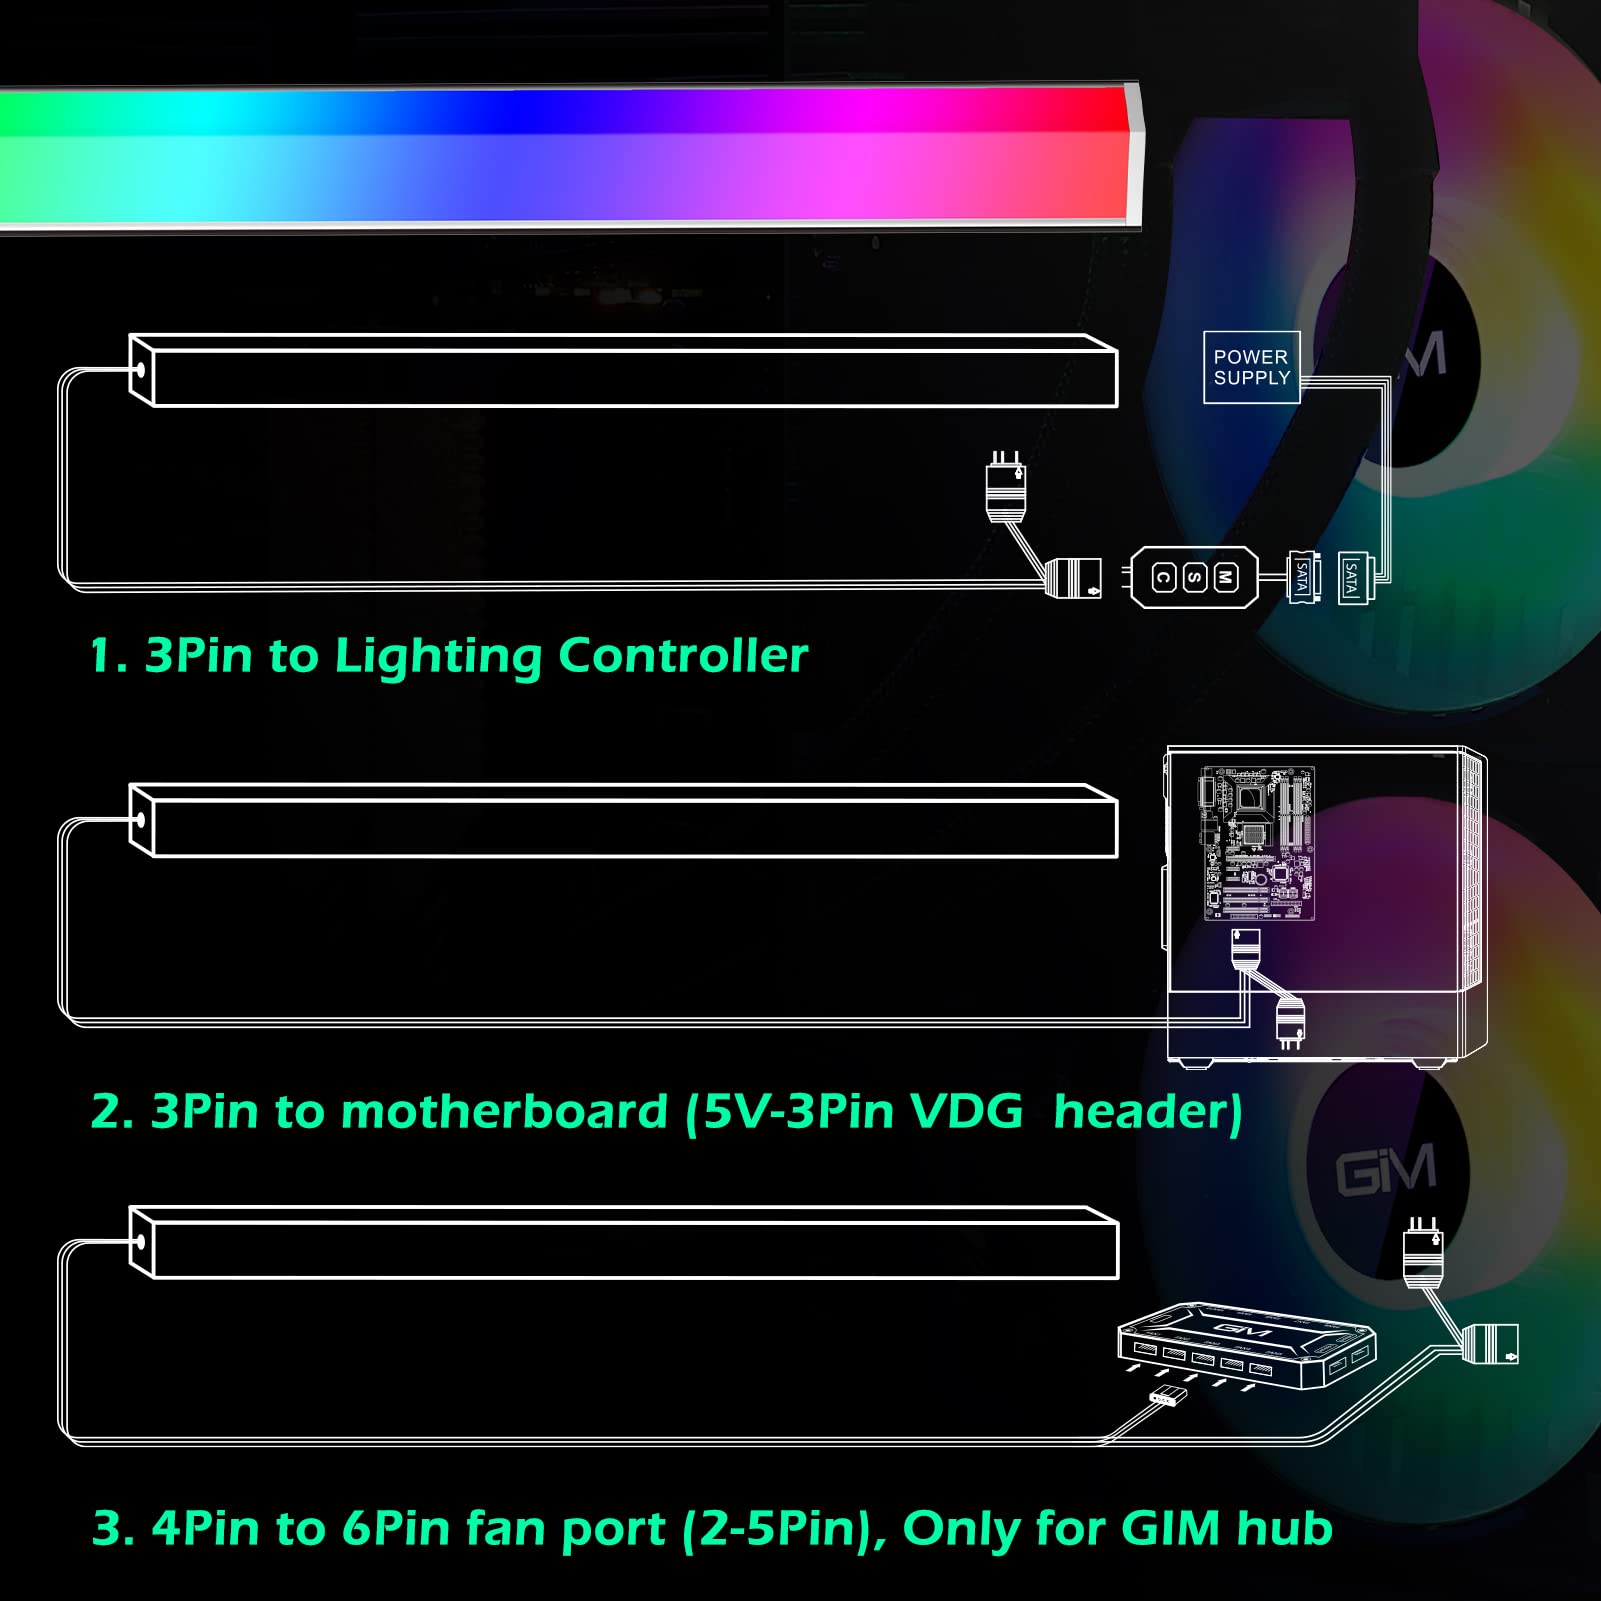 POWER
SUPPLY
C S M
SATA
SATA
1. 3Pin to Lighting Controller
2. 3Pin to motherboard (5V-3Pin VDG header)
GIM
GIM
3. 4Pin to 6Pin fan port (2-5Pin), Only for GIM hub